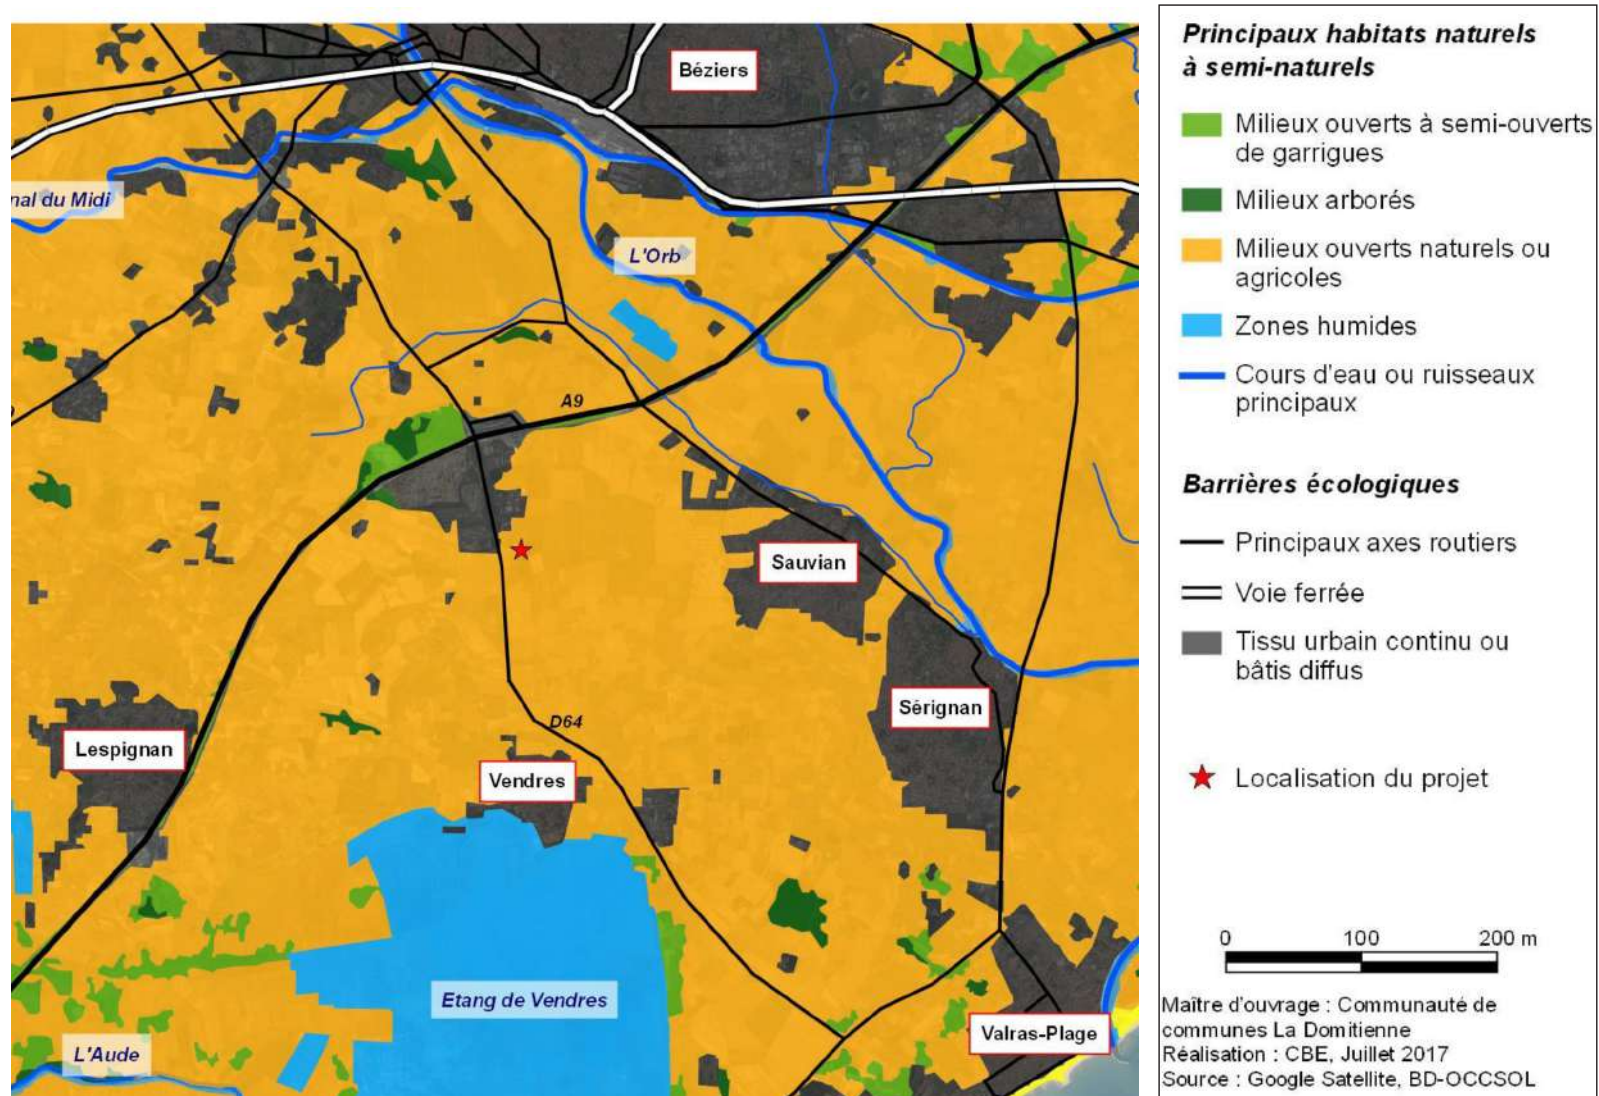 Béziers
nal du Midi
L'Orb
A9
Sauvian
Sérignan
D64
Lespignan
Vendres
Etang de Vendres
Valras-Plage
L'Aude
Principaux habitats naturels
à semi-naturels
Milieux ouverts à semi-ouverts
de garrigues
Milieux arborés
Milieux ouverts naturels ou
agricoles
Zones humides
Cours d'eau ou ruisseaux
principaux
Barrières écologiques
Principaux axes routiers
Voie ferrée
Tissu urbain continu ou
bâtis diffus
Localisation du projet
0 100 200 m
Maître d'ouvrage : Communauté de
communes La Domitienne
Réalisation : CBE, Juillet 2017
Source : Google Satellite, BD-OCCSOL